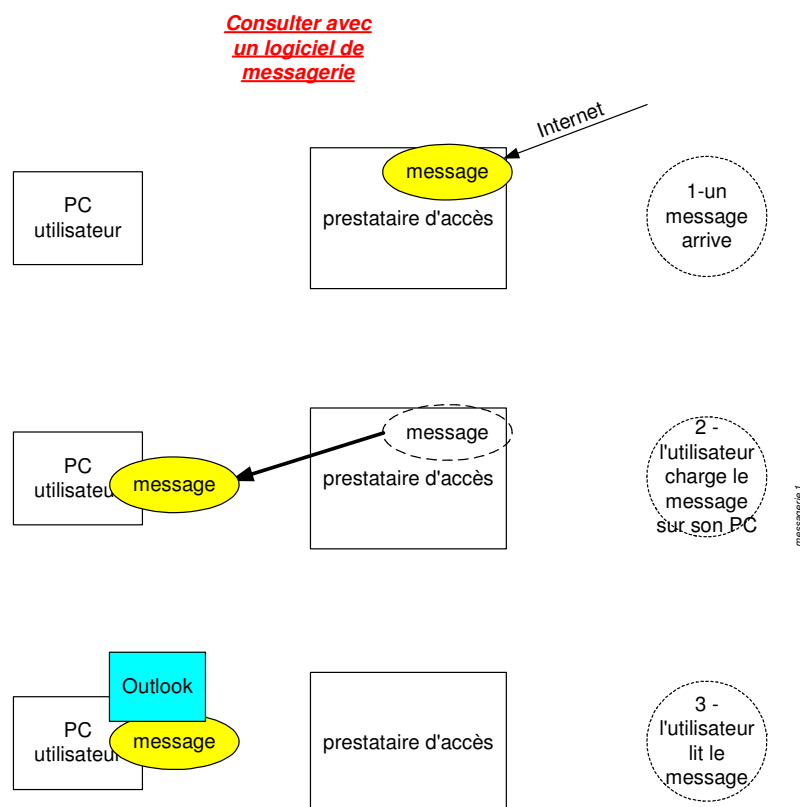 Consulter avec
un logiciel de
messagerie
Internet
message
PC
utilisateur
prestataire d'accès
1-un
message
arrive
message
PC
utilisateur
message
prestataire d'accès
2 -
l'utilisateur
charge le
message
sur son PC
messagerie 1
Outlook
PC
utilisateur
message
prestataire d'accès
3 -
l'utilisateur
lit le
message